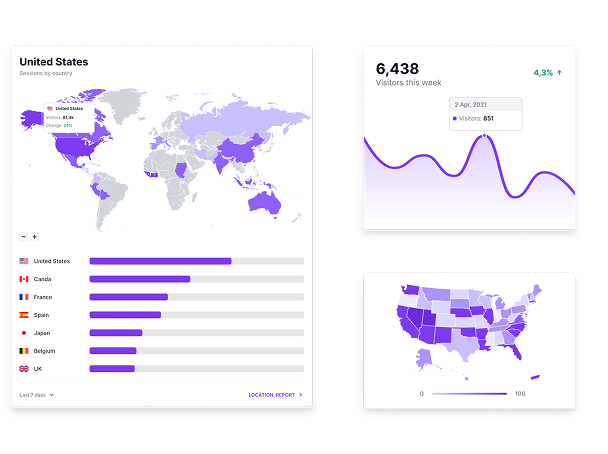 United States
Sessions by country
United States
Visitors: 81.4k
Change: 24%
− +
United States
Canda
France
Spain
Japan
Belgium
UK
Last 7 days
LOCATION REPORT
6,438
4,3%
Visitors this week
2 Apr, 2021
Visitors: 851
0 100